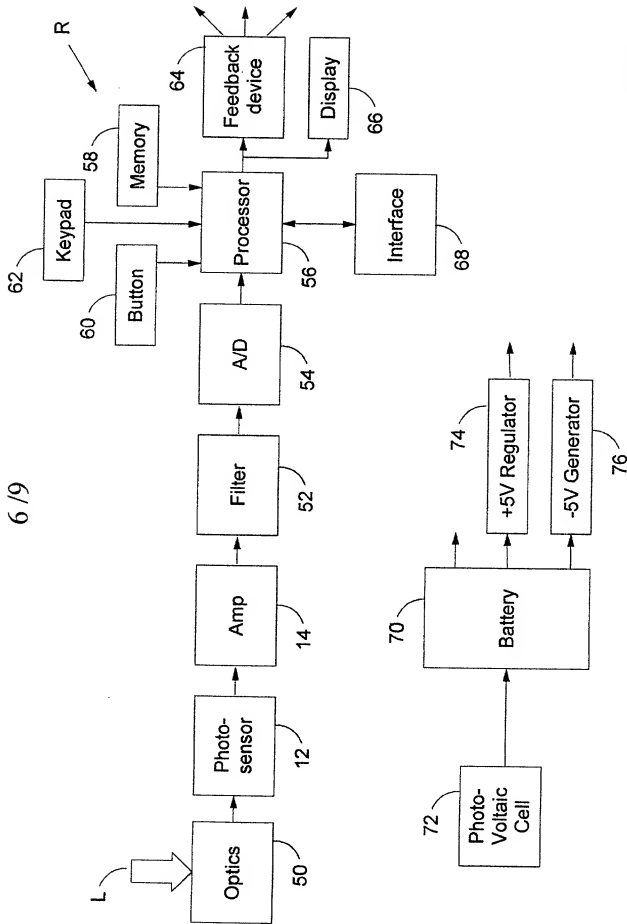 6 /9
R
62
Keypad
58
Memory
60
Button
64
Feedback
device
Display
66
Processor
56
Interface
68
A/D
54
Filter
52
Amp
14
Photo-
sensor
12
L
Optics
50
72
Photo-
Voltaic
Cell
70
Battery
74
+5V Regulator
-5V Generator
76